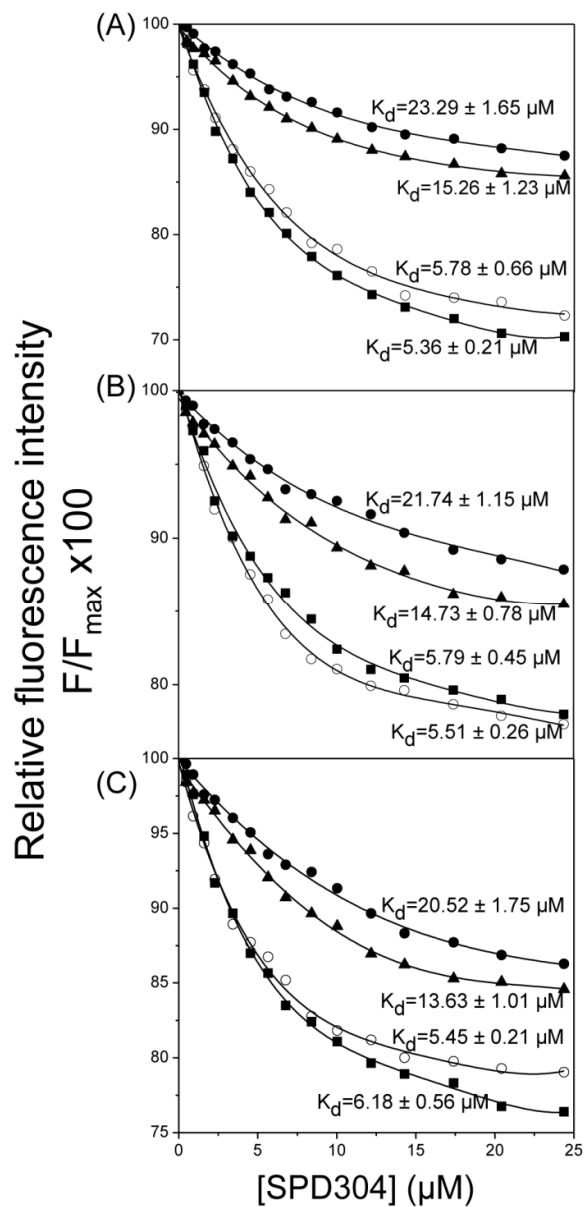 Relative fluorescence intensity
F/Fmax x100
(A)
100
90
80
70
Kd=23.29 ± 1.65 µM
Kd=15.26 ± 1.23 µM
Kd=5.78 ± 0.66 µM
Kd=5.36 ± 0.21 µM
(B)
100
90
80
Kd=21.74 ± 1.15 µM
Kd=14.73 ± 0.78 µM
Kd=5.79 ± 0.45 µM
Kd=5.51 ± 0.26 µM
(C)
100
95
90
85
80
75
Kd=20.52 ± 1.75 µM
Kd=13.63 ± 1.01 µM
Kd=5.45 ± 0.21 µM
Kd=6.18 ± 0.56 µM
0 5 10 15 20 25
[SPD304] (µM)